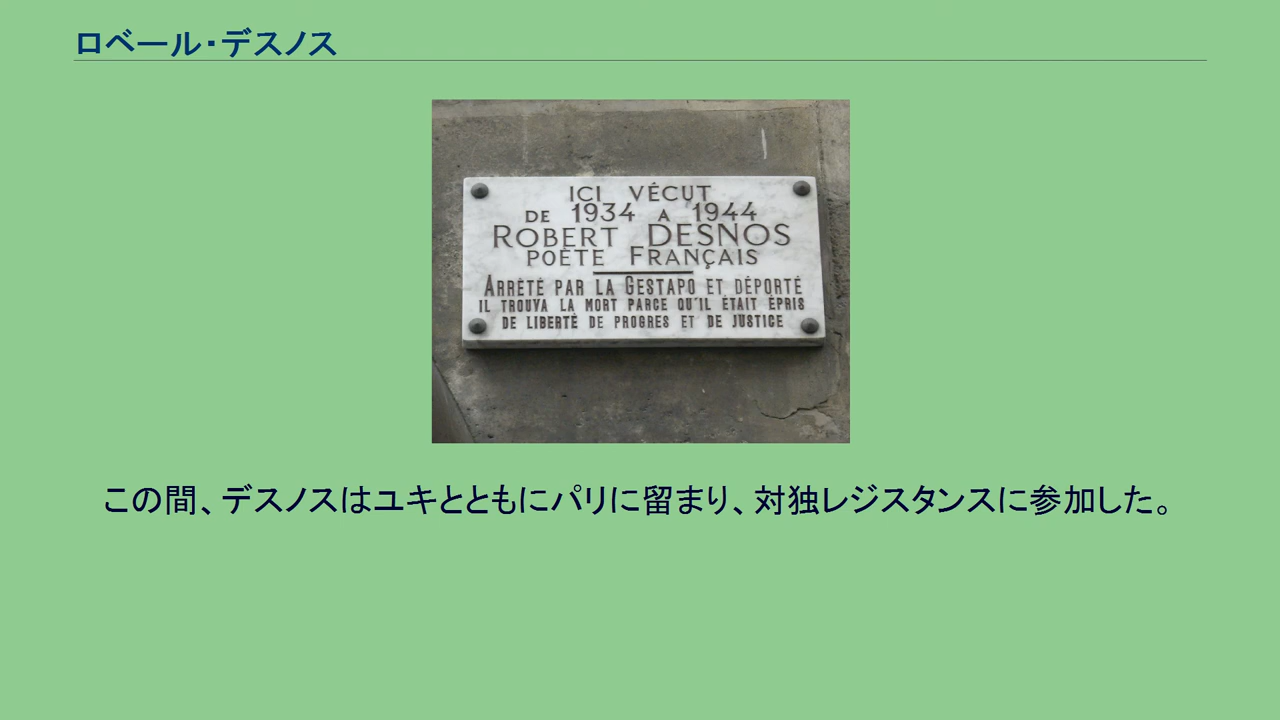 ロベール・デスノス
ICI VÉCUT
DE 1934 A 1944
ROBERT DESNOS
POÈTE FRANÇAIS
ARRÊTÉ PAR LA GESTAPO ET DÉPORTÉ
IL TROUVA LA MORT PARCE QU'IL ÉTAIT ÉPRIS
DE LIBERTÉ DE PROGRES ET DE JUSTICE
この間、デスノスはユキとともにパリに留まり、対独レジスタンスに参加した。